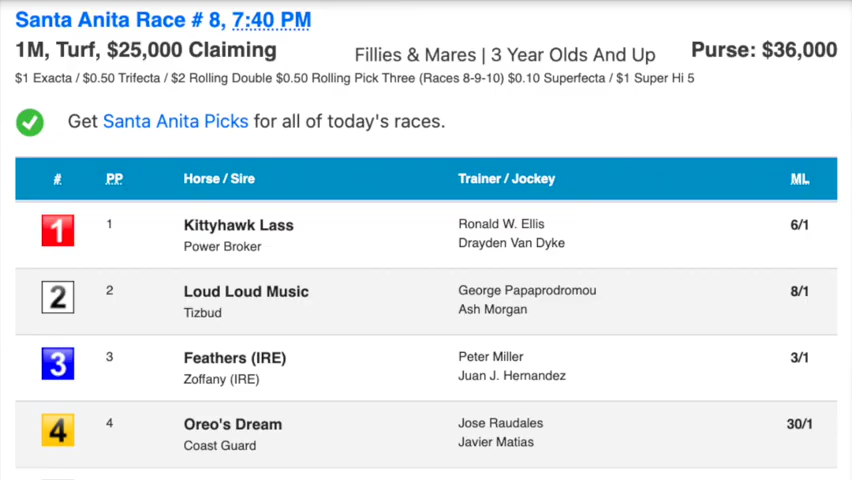 Santa Anita Race # 8, 7:40 PM
1M, Turf, $25,000 Claiming Fillies & Mares | 3 Year Olds And Up Purse: $36,000
$1 Exacta / $0.50 Trifecta / $2 Rolling Double $0.50 Rolling Pick Three (Races 8-9-10) $0.10 Superfecta / $1 Super Hi 5
Get Santa Anita Picks for all of today's races.
# PP Horse / Sire Trainer / Jockey ML
1 1 Kittyhawk Lass Ronald W. Ellis 6/1
Power Broker Drayden Van Dyke
2 2 Loud Loud Music George Papaprodromou 8/1
Tizbud Ash Morgan
3 3 Feathers (IRE) Peter Miller 3/1
Zoffany (IRE) Juan J. Hernandez
4 4 Oreo's Dream Jose Raudales 30/1
Coast Guard Javier Matias